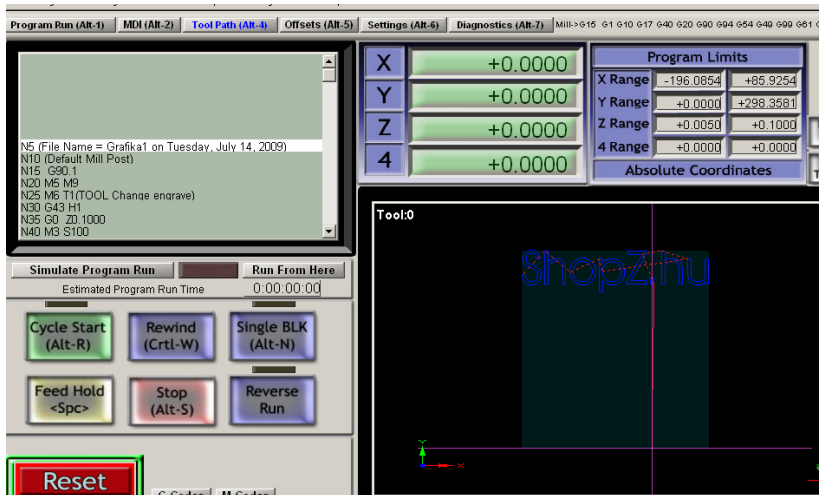 Program Run (Alt-1) MDI (Alt-2) Tool Path (Alt-4) Offsets (Alt-5) Settings (Alt-6) Diagnostics (Alt-7) Mill->G15 G1 G10 G17 G40 G20 G90 G94 G54 G49 G99 G61
N5 (File Name = Grafika1 on Tuesday, July 14, 2009)
N10 (Default Mill Post)
N15 G90.1
N20 M5 M9
N25 M6 T1(TOOL Change engrave)
N30 G43 H1
N35 G0 Z0.1000
N40 M3 S100
X +0.0000
Y +0.0000
Z +0.0000
4 +0.0000
Program Limits
X Range -196.0854 +85.9254
Y Range +0.0000 +298.3581
Z Range +0.0050 +0.1000
4 Range +0.0000 +0.0000
Absolute Coordinates
Simulate Program Run Run From Here
Estimated Program Run Time 0:00:00:00
Cycle Start
(Alt-R)
Rewind
(Crtl-W)
Single BLK
(Alt-N)
Feed Hold
<Spc>
Stop
(Alt-S)
Reverse
Run
Reset
G-Codes M-Codes
Tool:0
ShopZihu
Y
X